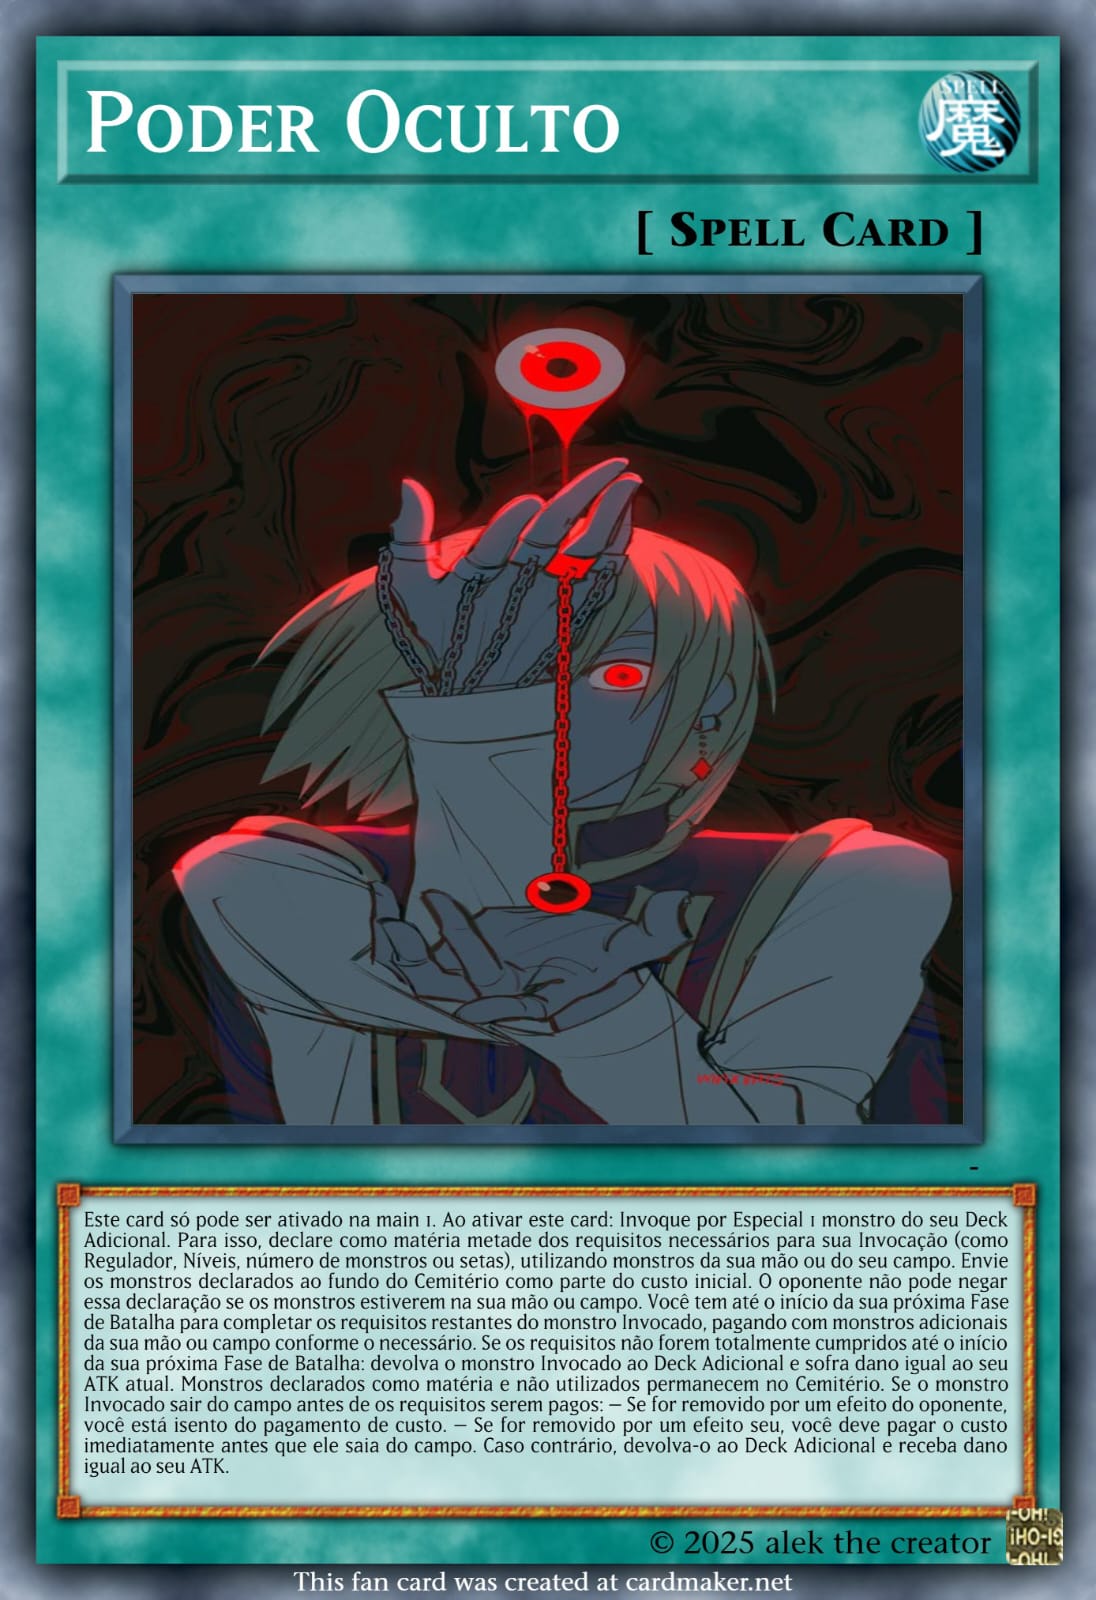 Poder Oculto
SPELL
魔
[ Spell Card ]
-
Este card só pode ser ativado na main 1. Ao ativar este card: Invoque por Especial 1 monstro do seu Deck
Adicional. Para isso, declare como matéria metade dos requisitos necessários para sua Invocação (como
Regulador, Níveis, número de monstros ou setas), utilizando monstros da sua mão ou do seu campo. Envie
os monstros declarados ao fundo do Cemitério como parte do custo inicial. O oponente não pode negar
essa declaração se os monstros estiverem na sua mão ou campo. Você tem até o início da sua próxima Fase
de Batalha para completar os requisitos restantes do monstro Invocado, pagando com monstros adicionais
da sua mão ou campo conforme o necessário. Se os requisitos não forem totalmente cumpridos até o início
da sua próxima Fase de Batalha: devolva o monstro Invocado ao Deck Adicional e sofra dano igual ao seu
ATK atual. Monstros declarados como matéria e não utilizados permanecem no Cemitério. Se o monstro
Invocado sair do campo antes de os requisitos serem pagos: – Se for removido por um efeito do oponente,
você está isento do pagamento de custo. – Se for removido por um efeito seu, você deve pagar o custo
imediatamente antes que ele saia do campo. Caso contrário, devolva-o ao Deck Adicional e receba dano
igual ao seu ATK.
© 2025 alek the creator
This fan card was created at cardmaker.net